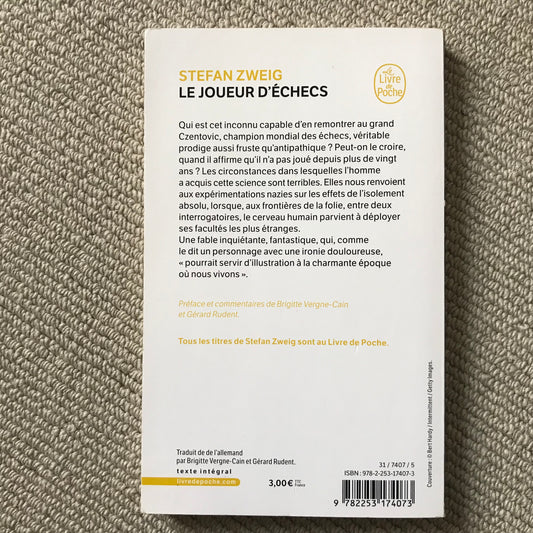 STEFAN ZWEIG
LE JOUEUR D'ÉCHECS
Le
Livre
de
Poche
Qui est cet inconnu capable d'en remontrer au grand
Czentovic, champion mondial des échecs, véritable
prodige aussi fruste qu'antipathique ? Peut-on le croire,
quand il affirme qu'il n'a pas joué depuis plus de vingt
ans ? Les circonstances dans lesquelles l'homme
a acquis cette science sont terribles. Elles nous renvoient
aux expérimentations nazies sur les effets de l'isolement
absolu, lorsque, aux frontières de la folie, entre deux
interrogatoires, le cerveau humain parvient à déployer
ses facultés les plus étranges.
Une fable inquiétante, fantastique, qui, comme
le dit un personnage avec une ironie douloureuse,
« pourrait servir d'illustration à la charmante époque
où nous vivons ».
Préface et commentaires de Brigitte Vergne-Cain
et Gérard Rudent.
Tous les titres de Stefan Zweig sont au Livre de Poche.
Couverture : © Bert Hardy / Intermittent / Getty Images.
Traduit de de l'allemand
par Brigitte Vergne-Cain et Gérard Rudent.
texte intégral
livredepoche.com
3,00 € TTC
France
31 / 7407 / 5
ISBN : 978-2-253-17407-3
9 782253 174073